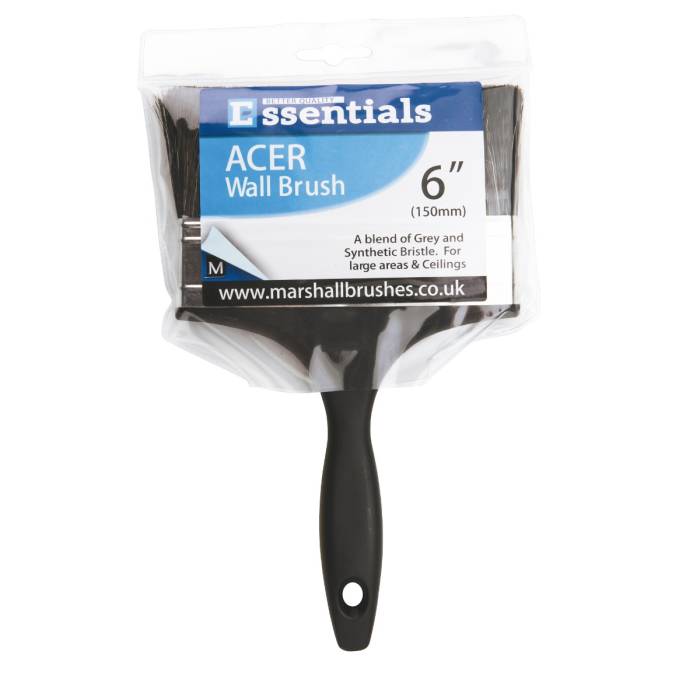 BETTER QUALITY
Essentials
ACER
Wall Brush
6”
(150mm)
A blend of Grey and
Synthetic Bristle. For
large areas & Ceilings
M
www.marshallbrushes.co.uk